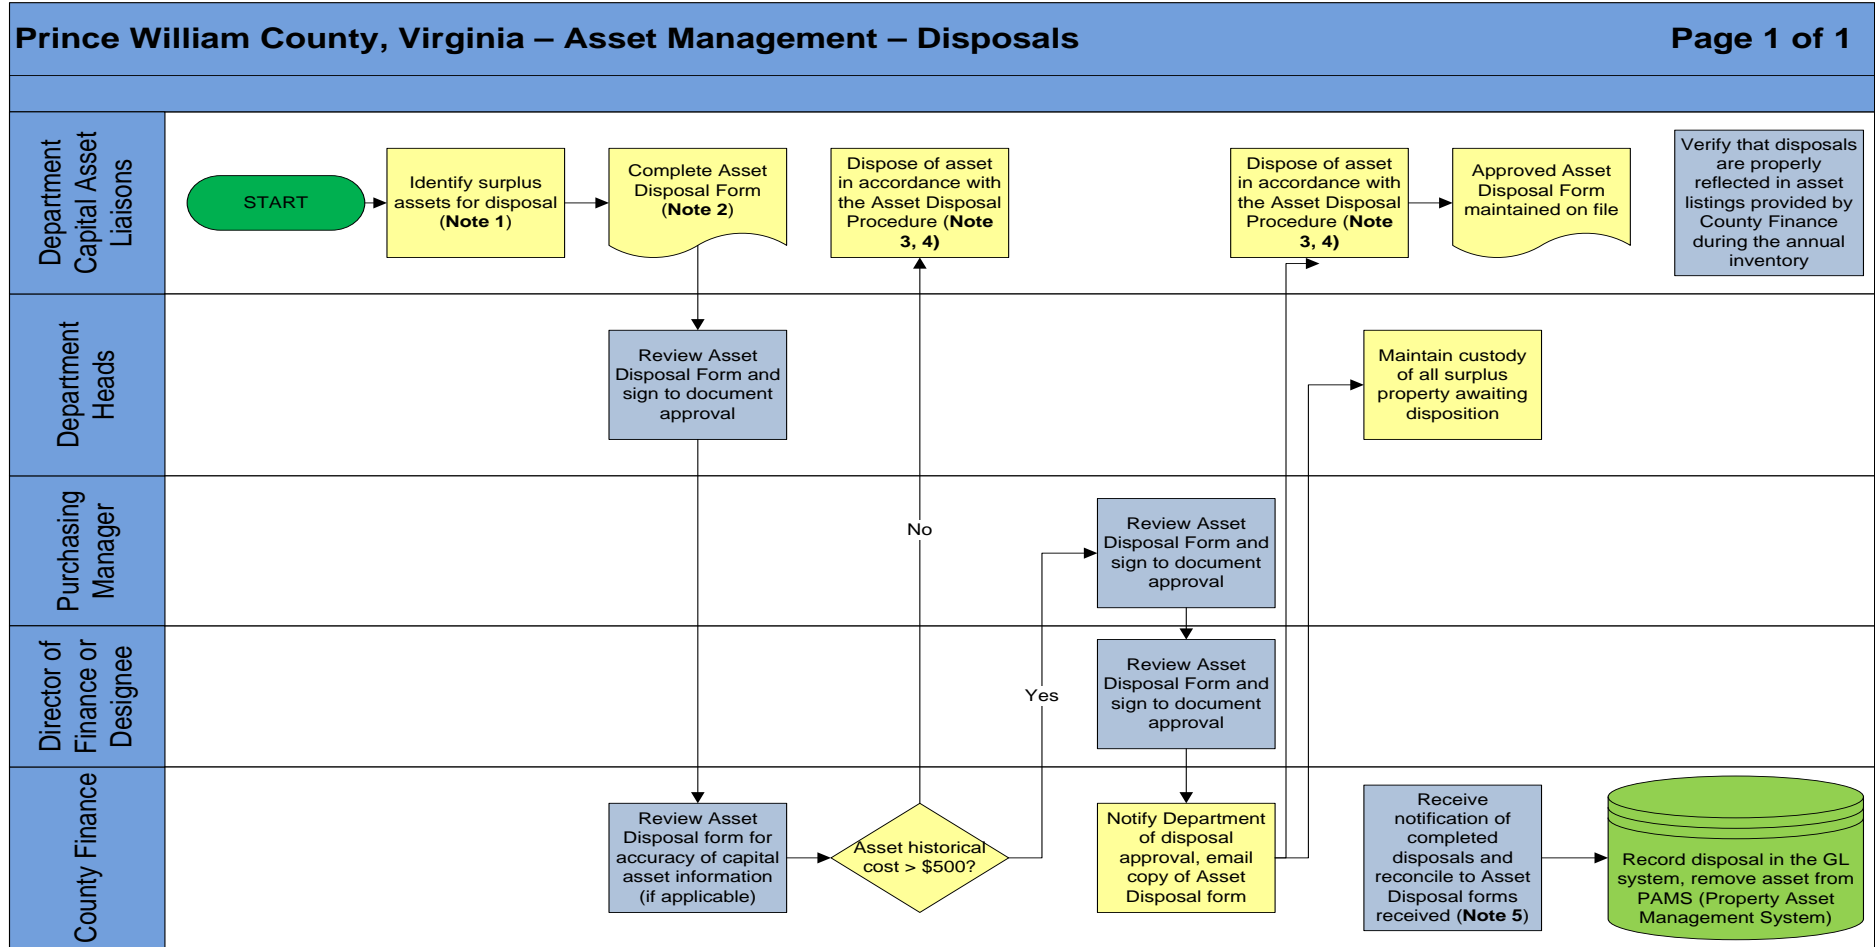 Prince William County, Virginia – Asset Management – Disposals
Page 1 of 1
Department
Capital Asset
Liaisons
START
Identify surplus
assets for disposal
(Note 1)
Complete Asset
Disposal Form
(Note 2)
Dispose of asset
in accordance with
the Asset Disposal
Procedure (Note
3, 4)
Dispose of asset
in accordance with
the Asset Disposal
Procedure (Note
3, 4)
Approved Asset
Disposal Form
maintained on file
Verify that disposals
are properly
reflected in asset
listings provided by
County Finance
during the annual
inventory
Department
Heads
Review Asset
Disposal Form and
sign to document
approval
Maintain custody
of all surplus
property awaiting
disposition
Purchasing
Manager
No
Review Asset
Disposal Form and
sign to document
approval
Director of
Finance or
Designee
Yes
Review Asset
Disposal Form and
sign to document
approval
County Finance
Review Asset
Disposal form for
accuracy of capital
asset information
(if applicable)
Asset historical
cost > $500?
Notify Department
of disposal
approval, email
copy of Asset
Disposal form
Receive
notification of
completed
disposals and
reconcile to Asset
Disposal forms
received (Note 5)
Record disposal in the GL
system, remove asset from
PAMS (Property Asset
Management System)